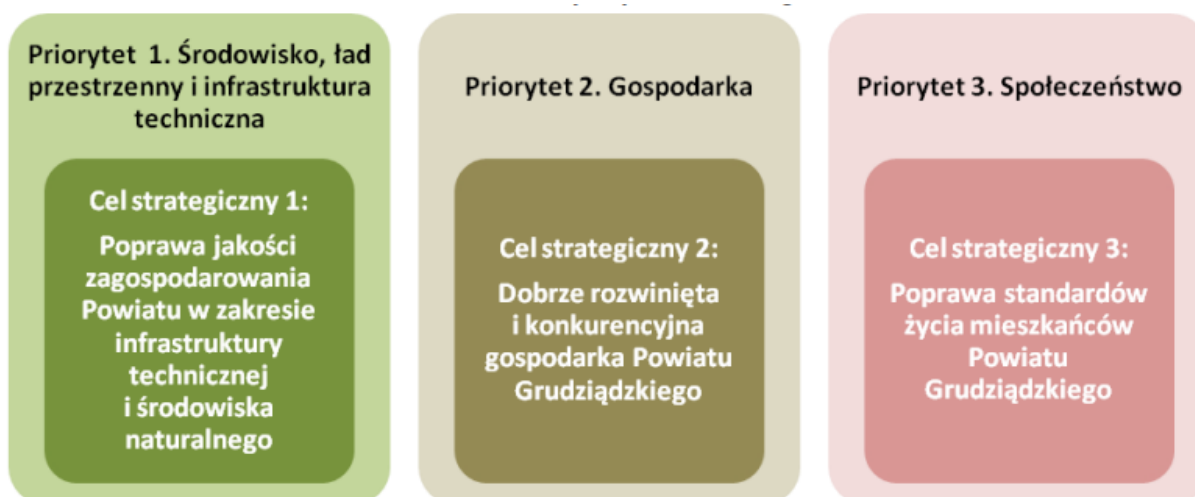 Priorytet 1. Środowisko, ład
przestrzenny i infrastruktura
techniczna
Cel strategiczny 1:
Poprawa jakości
zagospodarowania
Powiatu w zakresie
infrastruktury
technicznej
i środowiska
naturalnego
Priorytet 2. Gospodarka
Cel strategiczny 2:
Dobrze rozwinięta
i konkurencyjna
gospodarka Powiatu
Grudziądzkiego
Priorytet 3. Społeczeństwo
Cel strategiczny 3:
Poprawa standardów
życia mieszkańców
Powiatu
Grudziądzkiego